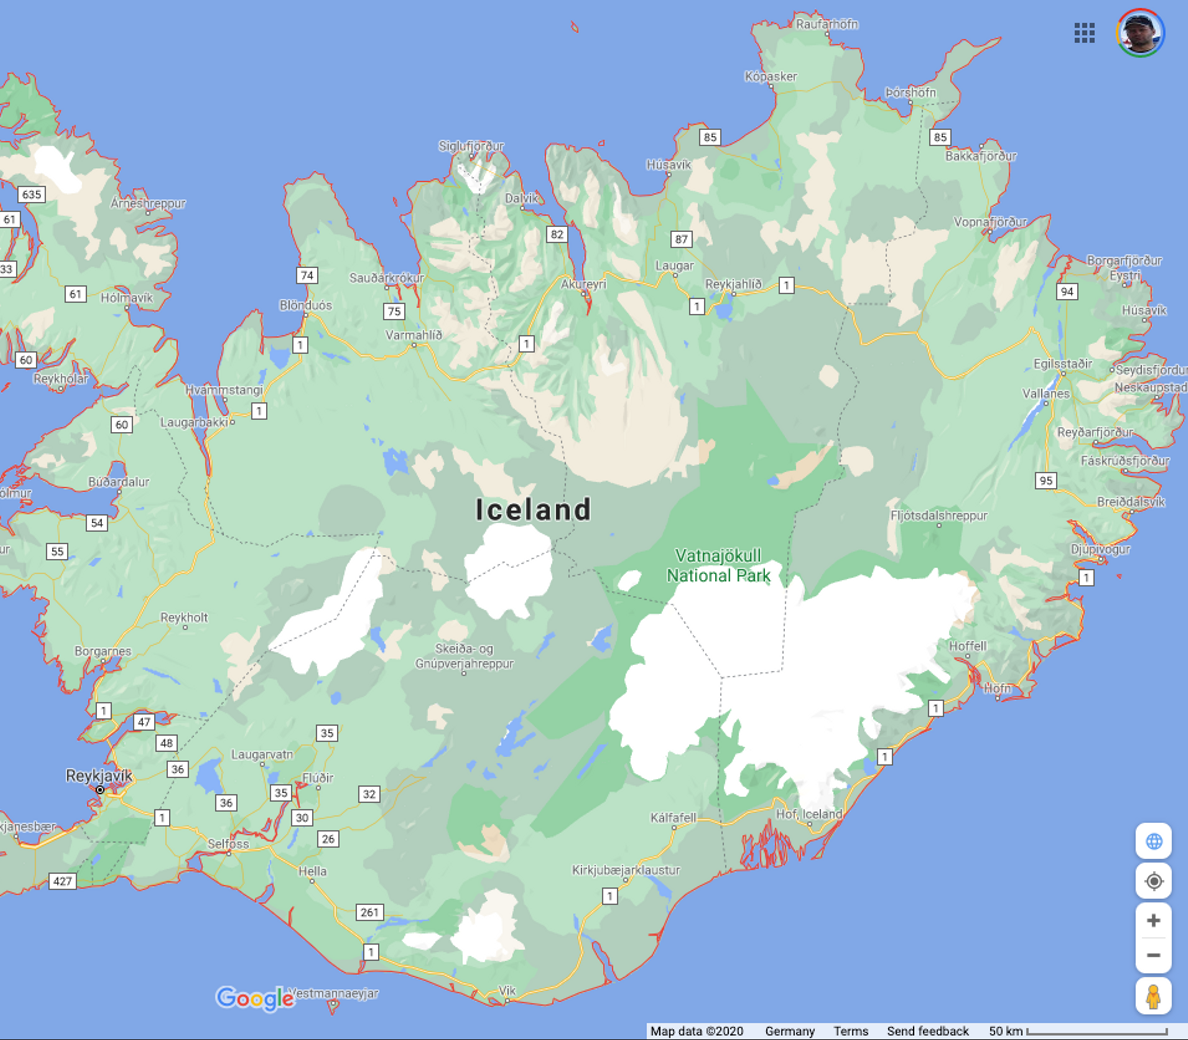 Raufarhöfn
Kópasker
Þórshöfn
85
85
Siglufjörður
Húsavík
Bakkafjörður
635
Dalvík
Árneshreppur
61
Vopnafjörður
82
87
33
74
Sauðárkrókur
Laugar
Borgarfjörður
Eystri
61
Hólmavík
Blönduós
75
Akureyri
Reykjahlíð
1
94
1
Húsavík
Varmahlíð
1
1
60
Reykhólar
Egilsstaðir
Seyðisfjörður
Hvammstangi
Vallanes
Neskaupstað
1
60
Laugarbakki
Reyðarfjörður
Fáskrúðsfjörður
Búðardalur
95
ólmur
Iceland
Breiðdalsvík
54
Fljótsdalshreppur
55
ur
Vatnajökull
National Park
Djúpivogur
1
Reykholt
Borgarnes
Skeiða- og
Gnúpverjahreppur
Hoffell
Höfn
1
47
1
48
35
Laugarvatn
1
36
Reykjavík
Flúðir
36
35
32
1
30
Kálfafell
Hof, Iceland
kjanesbær
26
Selfoss
427
Hella
Kirkjubæjarklaustur
1
261
1
Vík
Google
Vestmannaeyjar
Map data ©2020 Germany Terms Send feedback 50 km